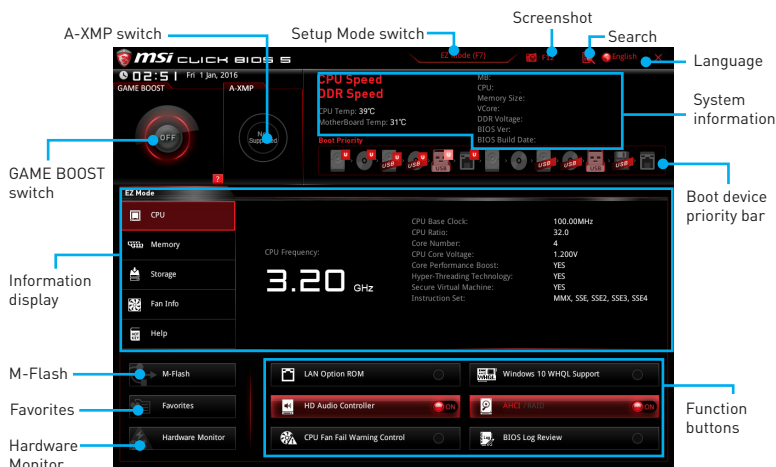 A-XMP switch
Setup Mode switch
Screenshot
Search
Language
System
information
GAME BOOST
switch
Boot device
priority bar
Information
display
M-Flash
Favorites
Hardware
Monitor
Function
buttons
msi CLICK BIOS 5
EZ Mode (F7)
F12
English
X
02:51 Fri 1 Jan, 2016
GAME BOOST
A-XMP
OFF
Not
Supported
?
CPU Speed
DDR Speed
CPU Temp: 39°C
MotherBoard Temp: 31°C
MB:
CPU:
Memory Size:
VCore:
DDR Voltage:
BIOS Ver:
BIOS Build Date:
Boot Priority
U U U U U U
USB USB USB USB USB USB USB
EZ Mode
CPU
Memory
Storage
Fan Info
Help
CPU Frequency:
3.20 GHz
CPU Base Clock: 100.00MHz
CPU Ratio: 32.0
Core Number: 4
CPU Core Voltage: 1.200V
Core Performance Boost: YES
Hyper-Threading Technology: YES
Secure Virtual Machine: YES
Instruction Set: MMX, SSE, SSE2, SSE3, SSE4
M-Flash
Favorites
Hardware Monitor
LAN Option ROM
Windows 10 WHQL Support
HD Audio Controller ON
AHCI /RAID ON
CPU Fan Fail Warning Control
BIOS Log Review